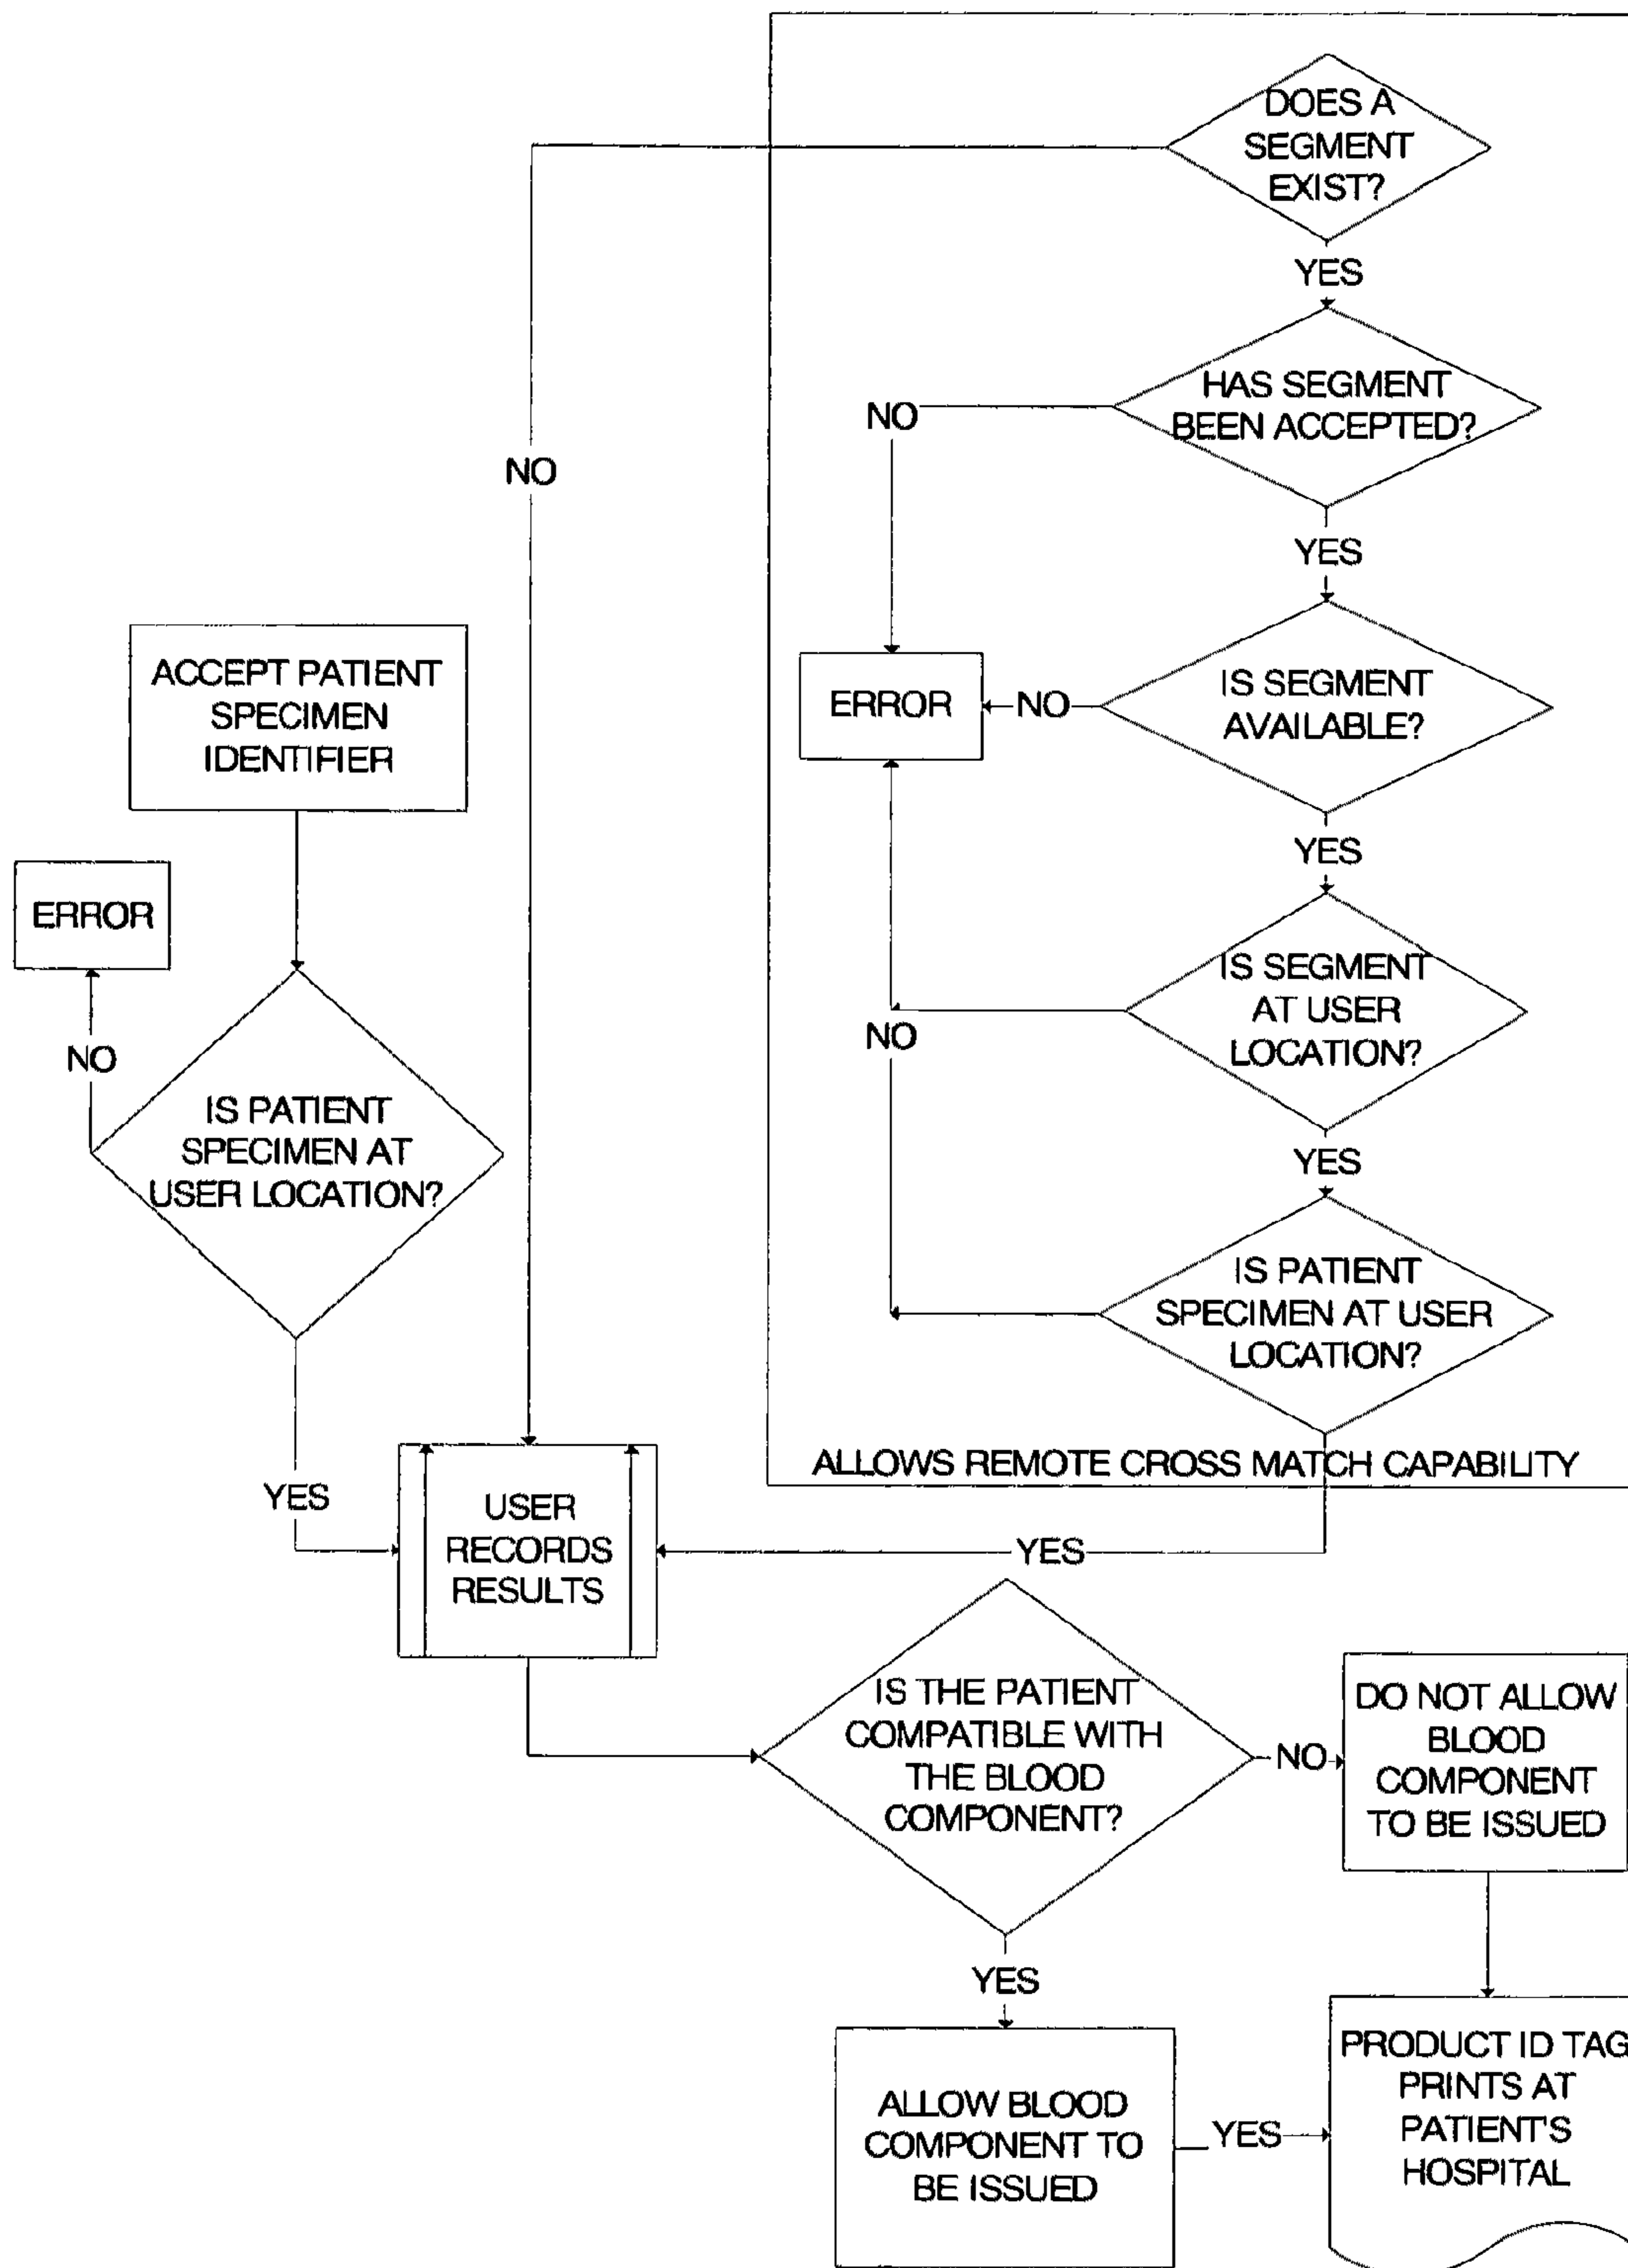 DOES A
SEGMENT
EXIST?
YES
HAS SEGMENT
BEEN ACCEPTED?
NO
NO
YES
ACCEPT PATIENT
SPECIMEN
IDENTIFIER
ERROR
NO
IS SEGMENT
AVAILABLE?
YES
ERROR
NO
IS PATIENT
SPECIMEN AT
USER LOCATION?
IS SEGMENT
AT USER
LOCATION?
NO
YES
IS PATIENT
SPECIMEN AT USER
LOCATION?
ALLOWS REMOTE CROSS MATCH CAPABILITY
YES
USER
RECORDS
RESULTS
YES
IS THE PATIENT
COMPATIBLE WITH
THE BLOOD
COMPONENT?
NO
DO NOT ALLOW
BLOOD
COMPONENT
TO BE ISSUED
YES
ALLOW BLOOD
COMPONENT TO
BE ISSUED
YES
PRODUCT ID TAG
PRINTS AT
PATIENT'S
HOSPITAL